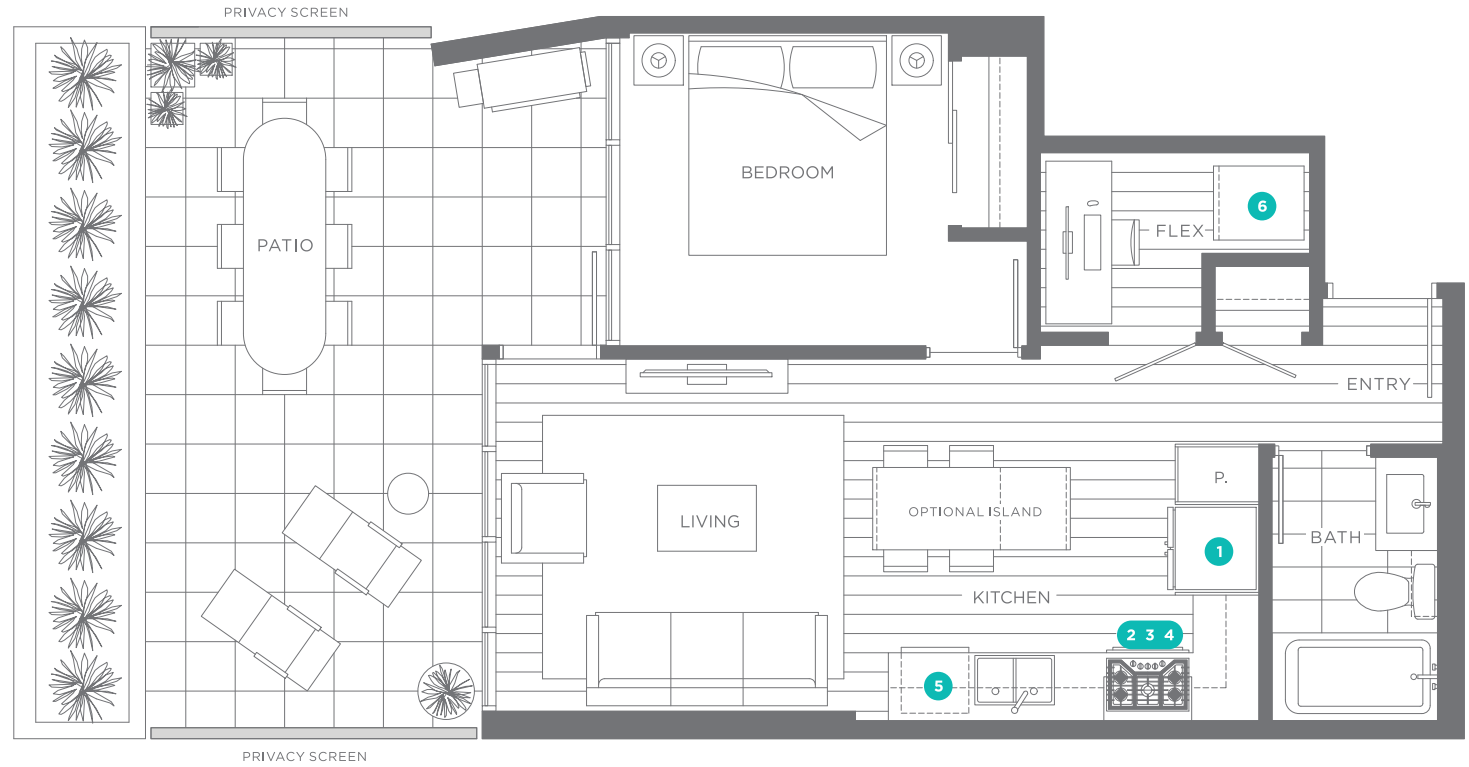 PRIVACY SCREEN
BEDROOM
6
FLEX
PATIO
ENTRY
P.
OPTIONAL ISLAND
LIVING
BATH
1
KITCHEN
2 3 4
5
PRIVACY SCREEN